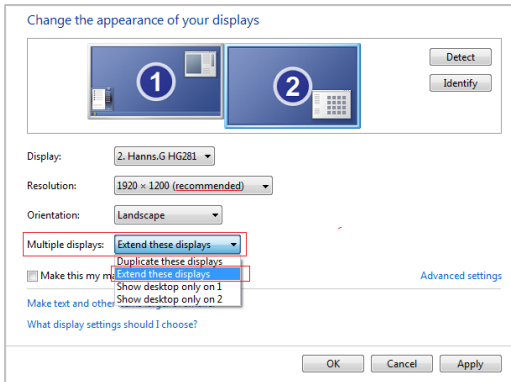 Change the appearance of your displays
1
2
Detect
Identify
Display:
2. Hanns.G HG281
Resolution:
1920 × 1200 (recommended)
Orientation:
Landscape
Multiple displays:
Extend these displays
Duplicate these displays
Make this my
Extend these displays
Advanced settings
Show desktop only on 1
Make text and other
Show desktop only on 2
What display settings should I choose?
OK
Cancel
Apply